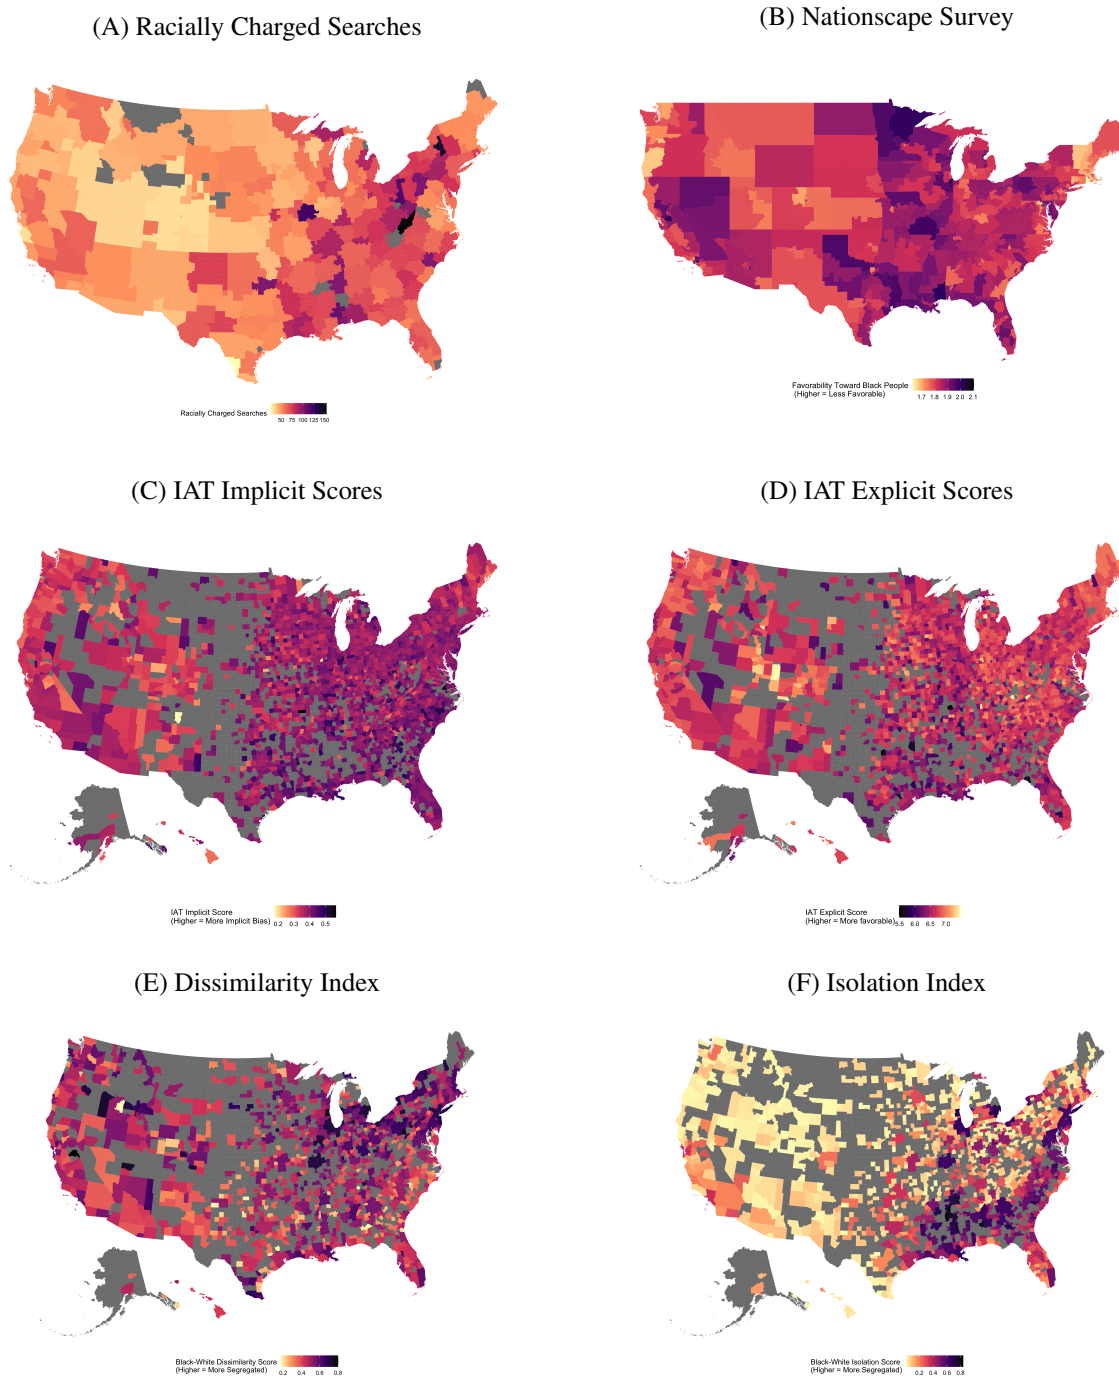 (A) Racially Charged Searches
(B) Nationscape Survey
Racially Charged Searches
50 75 100 125 150
Favorability Toward Black People
(Higher = Less Favorable)
1.7 1.8 1.9 2.0 2.1
(C) IAT Implicit Scores
(D) IAT Explicit Scores
IAT Implicit Score
(Higher = More Implicit Bias)
0.2 0.3 0.4 0.5
IAT Explicit Score
(Higher = More favorable)
5.5 6.0 6.5 7.0
(E) Dissimilarity Index
(F) Isolation Index
Black-White Dissimilarity Score
(Higher = More Segregated)
0.2 0.4 0.6 0.8
Black-White Isolation Score
(Higher = More Segregated)
0.2 0.4 0.6 0.8